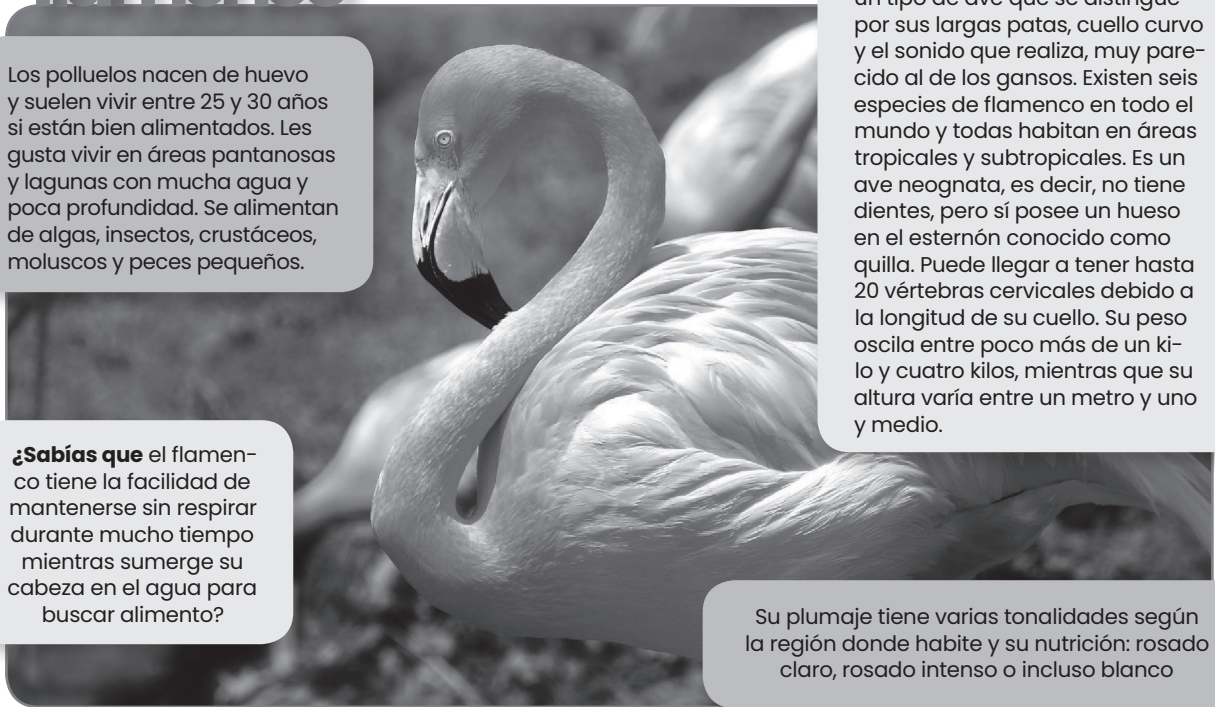 Los polluelos nacen de huevo
y suelen vivir entre 25 y 30 años
si están bien alimentados. Les
gusta vivir en áreas pantanosas
y lagunas con mucha agua y
poca profundidad. Se alimentan
de algas, insectos, crustáceos,
moluscos y peces pequeños.
un tipo de ave que se distingue
por sus largas patas, cuello curvo
y el sonido que realiza, muy pare-
cido al de los gansos. Existen seis
especies de flamenco en todo el
mundo y todas habitan en áreas
tropicales y subtropicales. Es un
ave neognata, es decir, no tiene
dientes, pero sí posee un hueso
en el esternón conocido como
quilla. Puede llegar a tener hasta
20 vértebras cervicales debido a
la longitud de su cuello. Su peso
oscila entre poco más de un ki-
lo y cuatro kilos, mientras que su
altura varía entre un metro y uno
y medio.
¿Sabías que el flamen-
co tiene la facilidad de
mantenerse sin respirar
durante mucho tiempo
mientras sumerge su
cabeza en el agua para
buscar alimento?
Su plumaje tiene varias tonalidades según
la región donde habite y su nutrición: rosado
claro, rosado intenso o incluso blanco